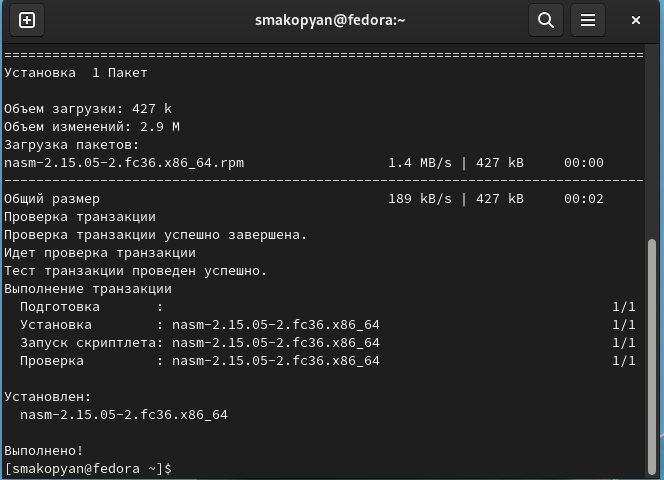 smakopyan@fedora:~
================================================================================
Установка  1 Пакет
Объем загрузки: 427 k
Объем изменений: 2.9 M
Загрузка пакетов:
nasm-2.15.05-2.fc36.x86_64.rpm                  1.4 MB/s | 427 kB     00:00
--------------------------------------------------------------------------------
Общий размер                                    189 kB/s | 427 kB     00:02
Проверка транзакции
Проверка транзакции успешно завершена.
Идет проверка транзакции
Тест транзакции проведен успешно.
Выполнение транзакции
  Подготовка       :                                                        1/1
  Установка        : nasm-2.15.05-2.fc36.x86_64                             1/1
  Запуск скриптлета: nasm-2.15.05-2.fc36.x86_64                             1/1
  Проверка         : nasm-2.15.05-2.fc36.x86_64                             1/1
Установлен:
  nasm-2.15.05-2.fc36.x86_64
Выполнено!
[smakopyan@fedora ~]$